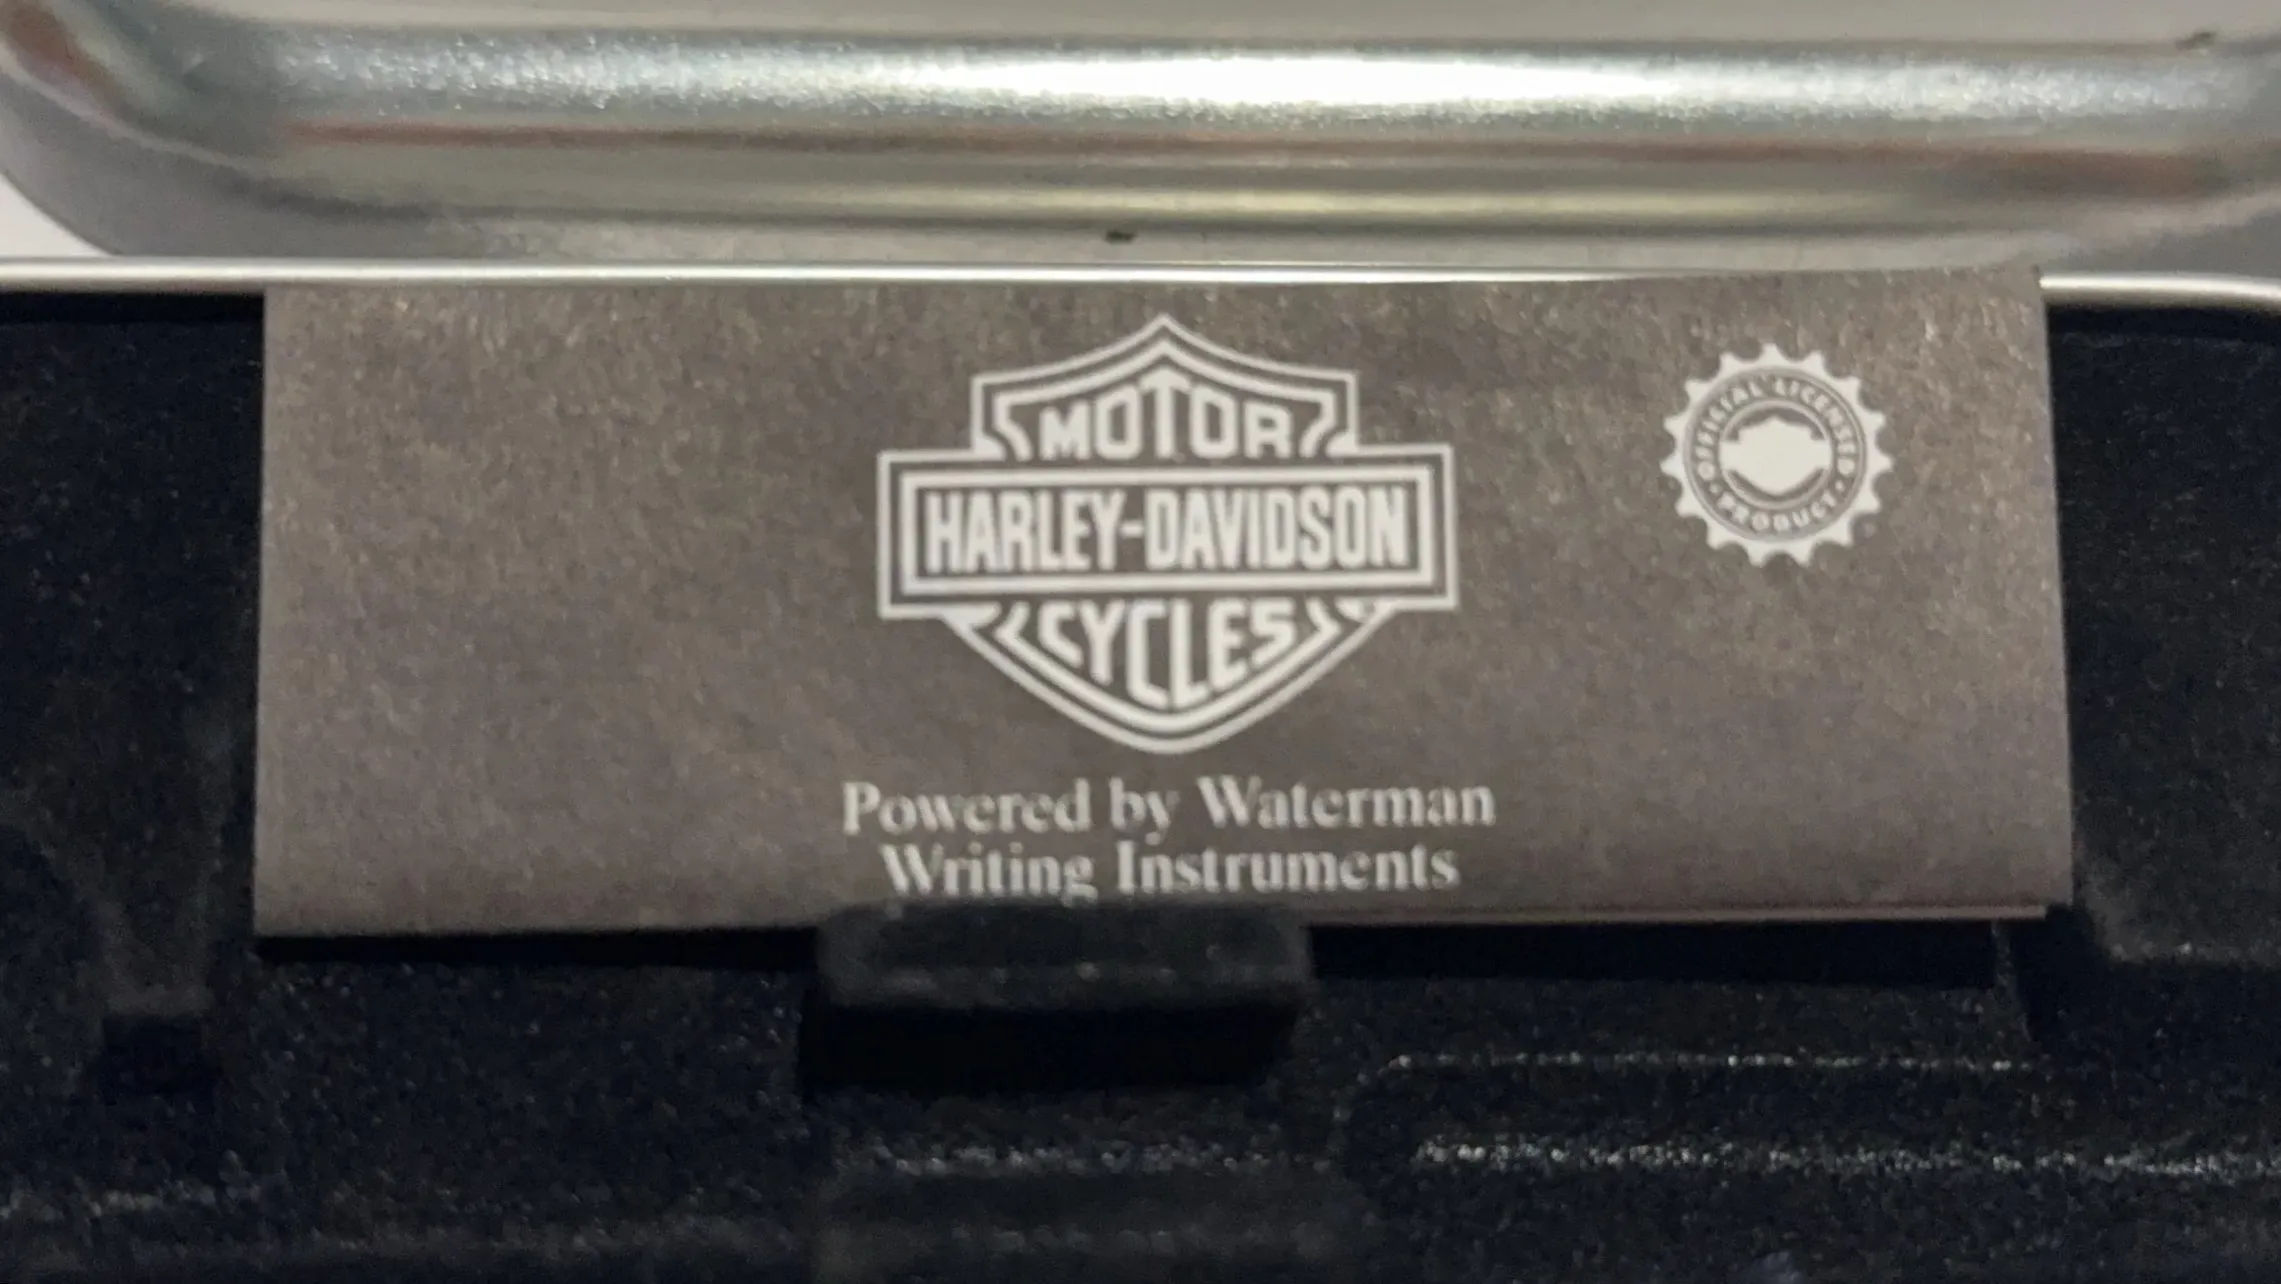 MOTOR
HARLEY-DAVIDSON
CYCLES
OFFICIAL LICENSED
PRODUCT
Powered by Waterman
Writing Instruments